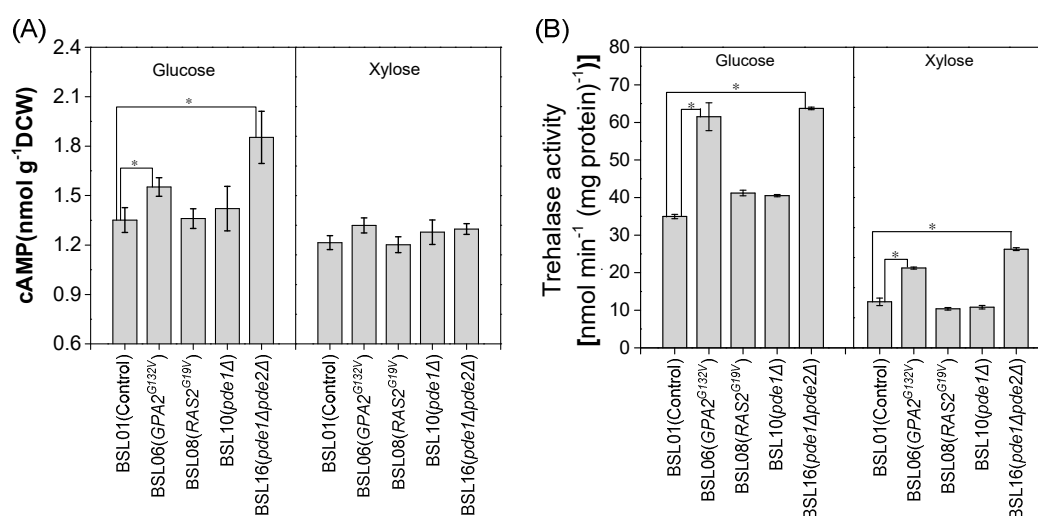 (A)
2.4
2.1
1.8
1.5
1.2
0.9
0.6
cAMP(nmol g⁻¹DCW)
Glucose
Xylose
*
*
BSL01(Control)
BSL06(GPA2ᴳ¹³²ⱽ)
BSL08(RAS2ᴳ¹⁹ⱽ)
BSL10(pde1Δ)
BSL16(pde1Δpde2Δ)
BSL01(Control)
BSL06(GPA2ᴳ¹³²ⱽ)
BSL08(RAS2ᴳ¹⁹ⱽ)
BSL10(pde1Δ)
BSL16(pde1Δpde2Δ)
(B)
80
70
60
50
40
30
20
10
0
Trehalase activity
[nmol min⁻¹ (mg protein)⁻¹)]
Glucose
Xylose
*
*
*
*
BSL01(Control)
BSL06(GPA2ᴳ¹³²ⱽ)
BSL08(RAS2ᴳ¹⁹ⱽ)
BSL10(pde1Δ)
BSL16(pde1Δpde2Δ)
BSL01(Control)
BSL06(GPA2ᴳ¹³²ⱽ)
BSL08(RAS2ᴳ¹⁹ⱽ)
BSL10(pde1Δ)
BSL16(pde1Δpde2Δ)